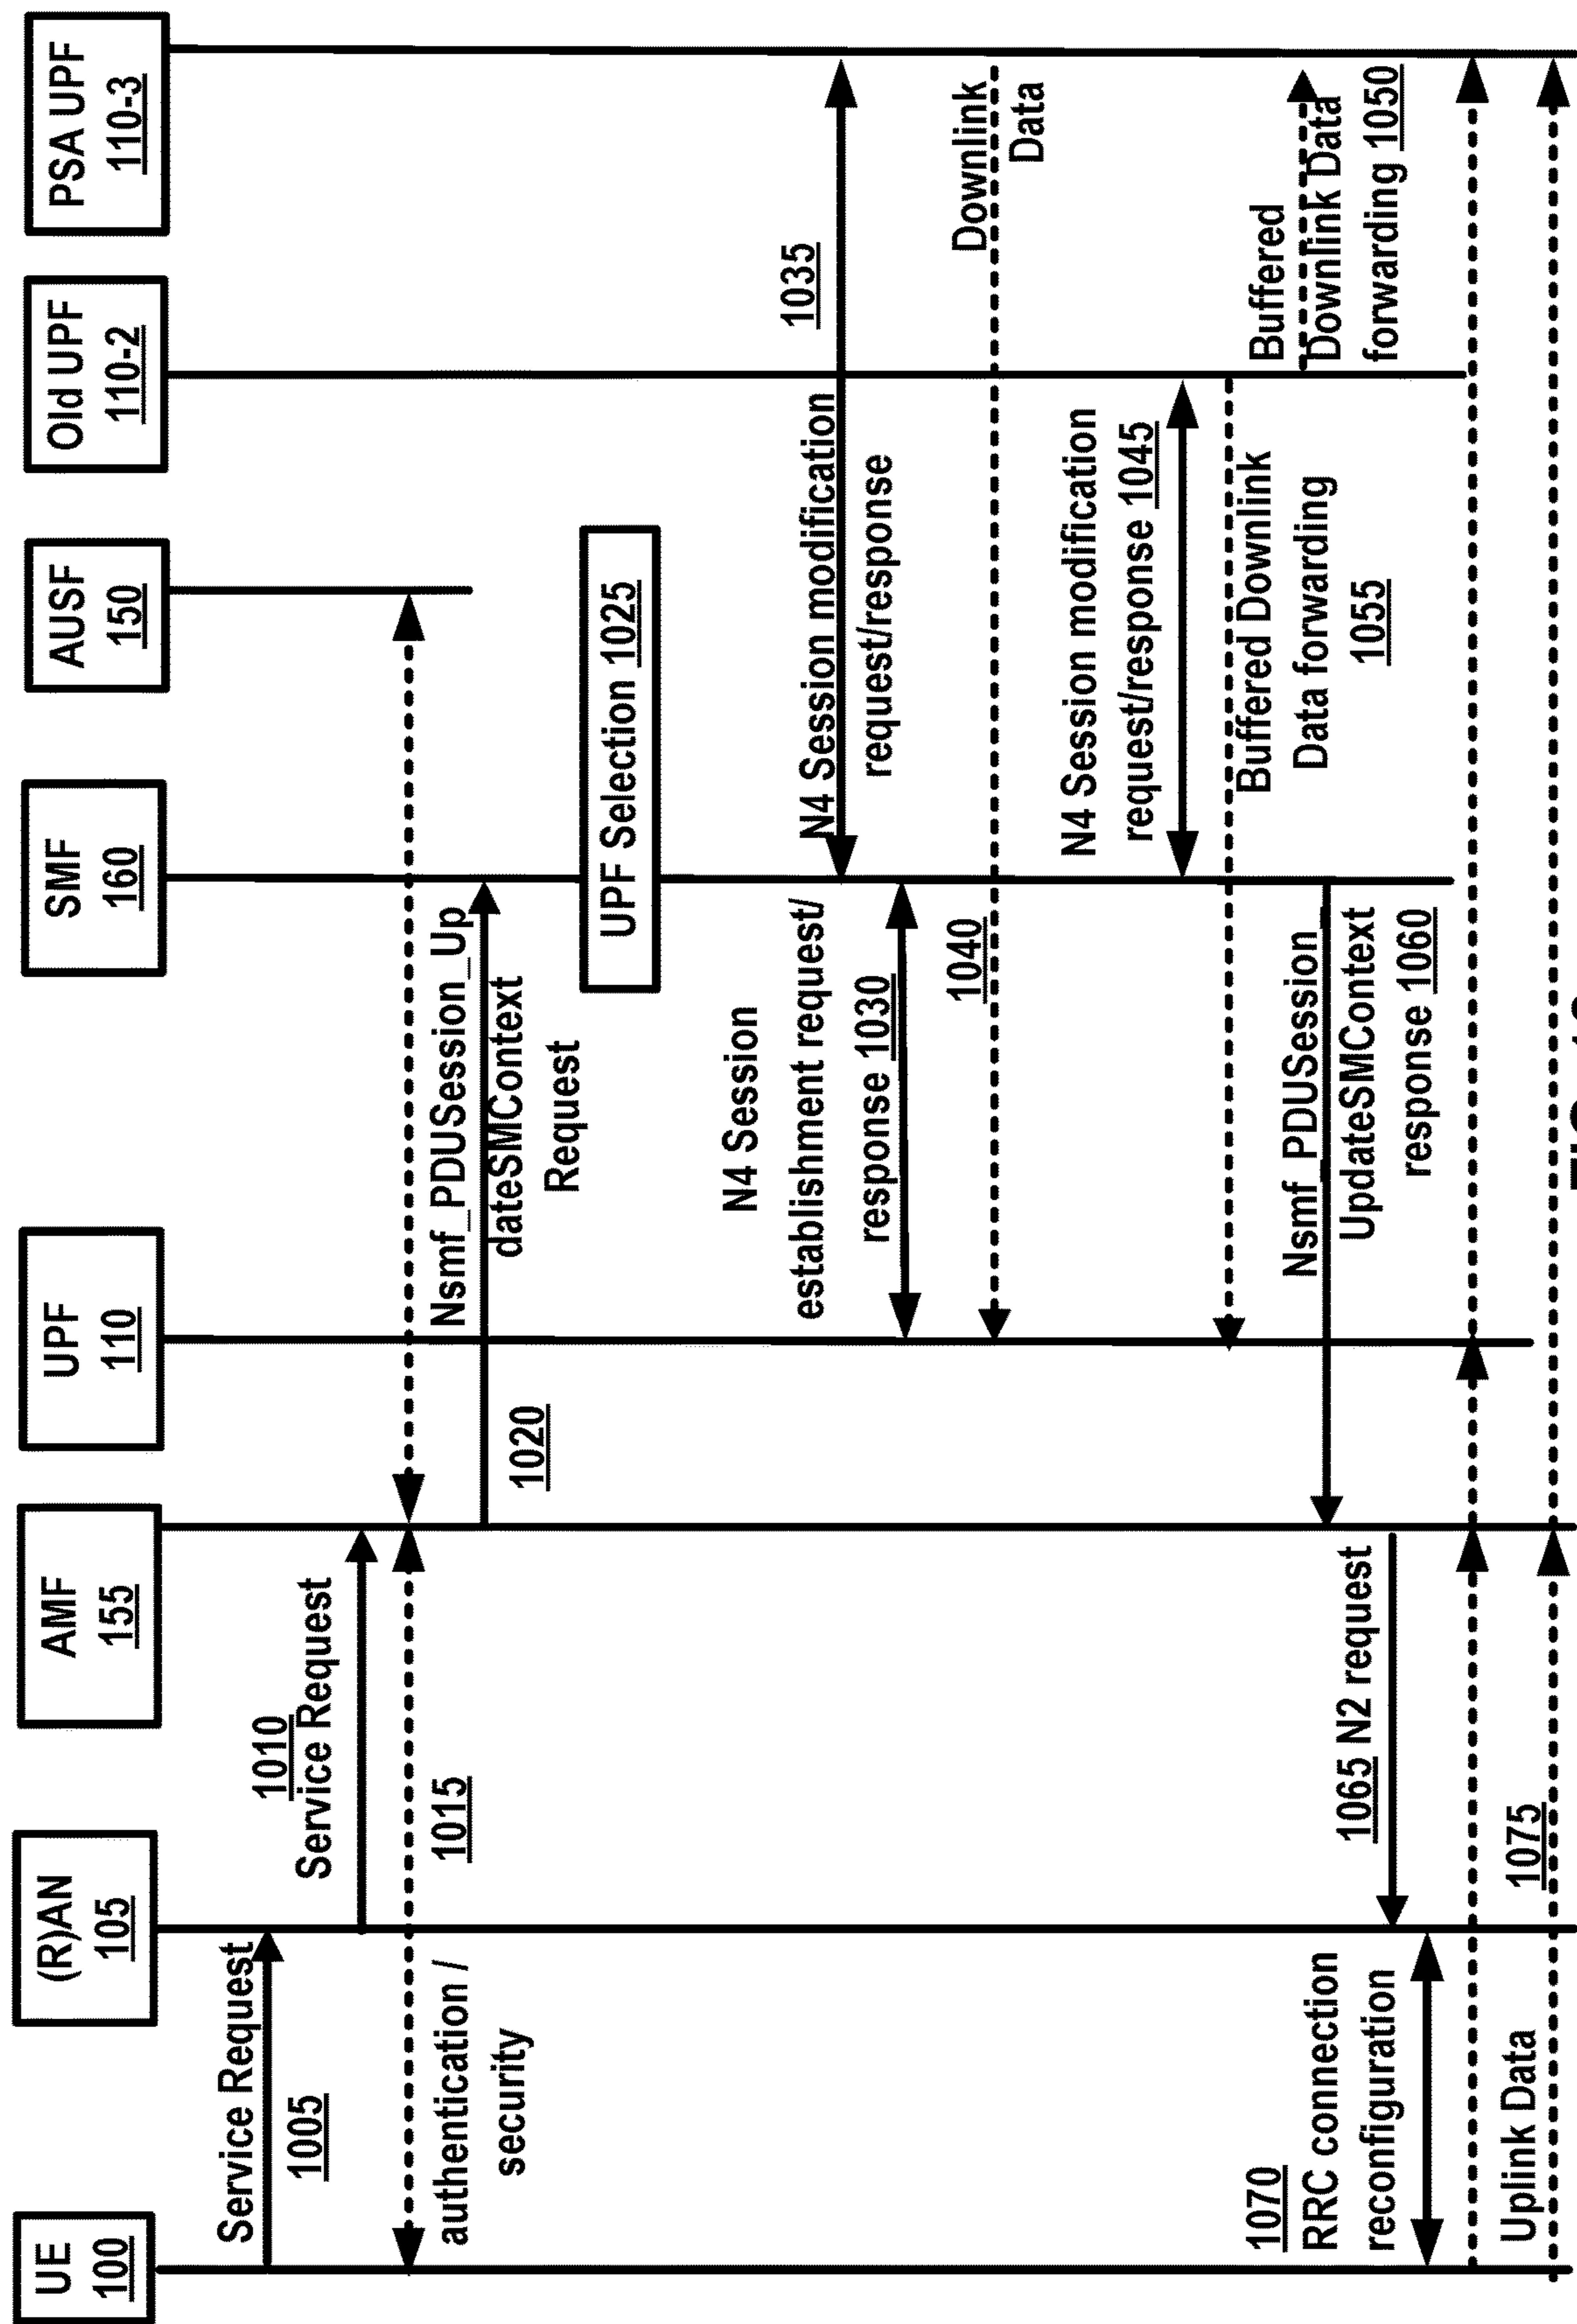 UE
100
(R)AN
105
AMF
155
UPF
110
SMF
160
AUSF
150
Old UPF
110-2
PSA UPF
110-3
Service Request
1005
1010
Service Request
1015
authentication /
security
Nsmf_PDUSession_Up
dateSMContext
Request
1020
UPF Selection 1025
N4 Session
establishment request/
response 1030
1035
N4 Session modification
request/response
1040
Downlink
Data
N4 Session modification
request/response 1045
Buffered
Downlink Data
forwarding 1050
Buffered Downlink
Data forwarding
1055
Nsmf_PDUSession_
UpdateSMContext
response 1060
1065 N2 request
1070
RRC connection
reconfiguration
Uplink Data
1075